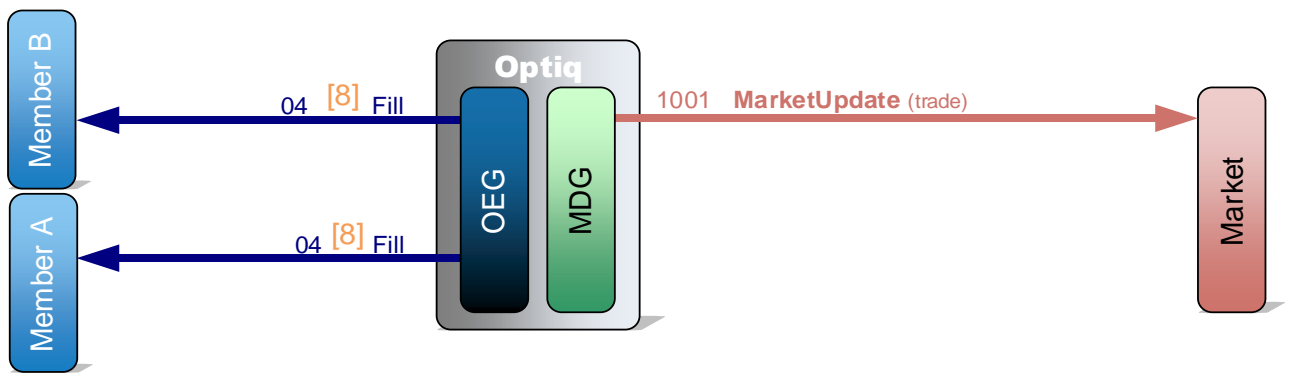 Member B
Optiq
04 [8] Fill
1001 MarketUpdate (trade)
OEG
MDG
Market
Member A
04 [8] Fill